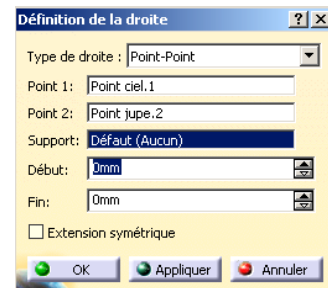 Définition de la droite
Type de droite : Point-Point
Point 1: Point ciel.1
Point 2: Point jupe.2
Support: Défaut (Aucun)
Début: 0mm
Fin: 0mm
Extension symétrique
OK Appliquer Annuler